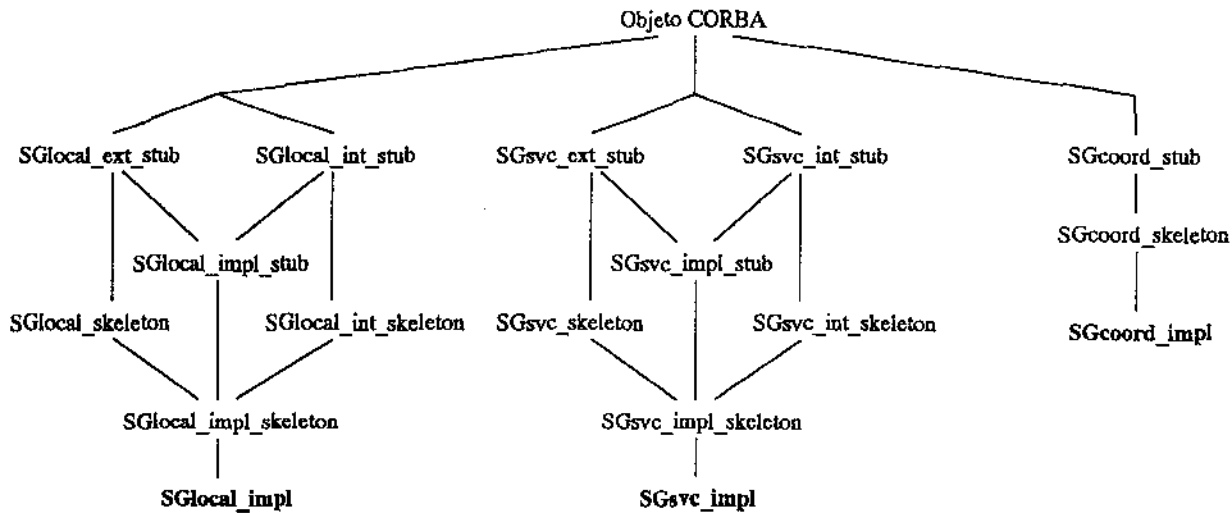 Objeto CORBA
SGlocal_ext_stub SGlocal_int_stub SGsvc_ext_stub SGsvc_int_stub SGcoord_stub
SGcoord_skeleton
SGlocal_impl_stub SGsvc_impl_stub
SGlocal_skeleton SGlocal_int_skeleton SGsvc_skeleton SGsvc_int_skeleton
SGcoord_impl
SGlocal_impl_skeleton SGsvc_impl_skeleton
SGlocal_impl SGsvc_impl